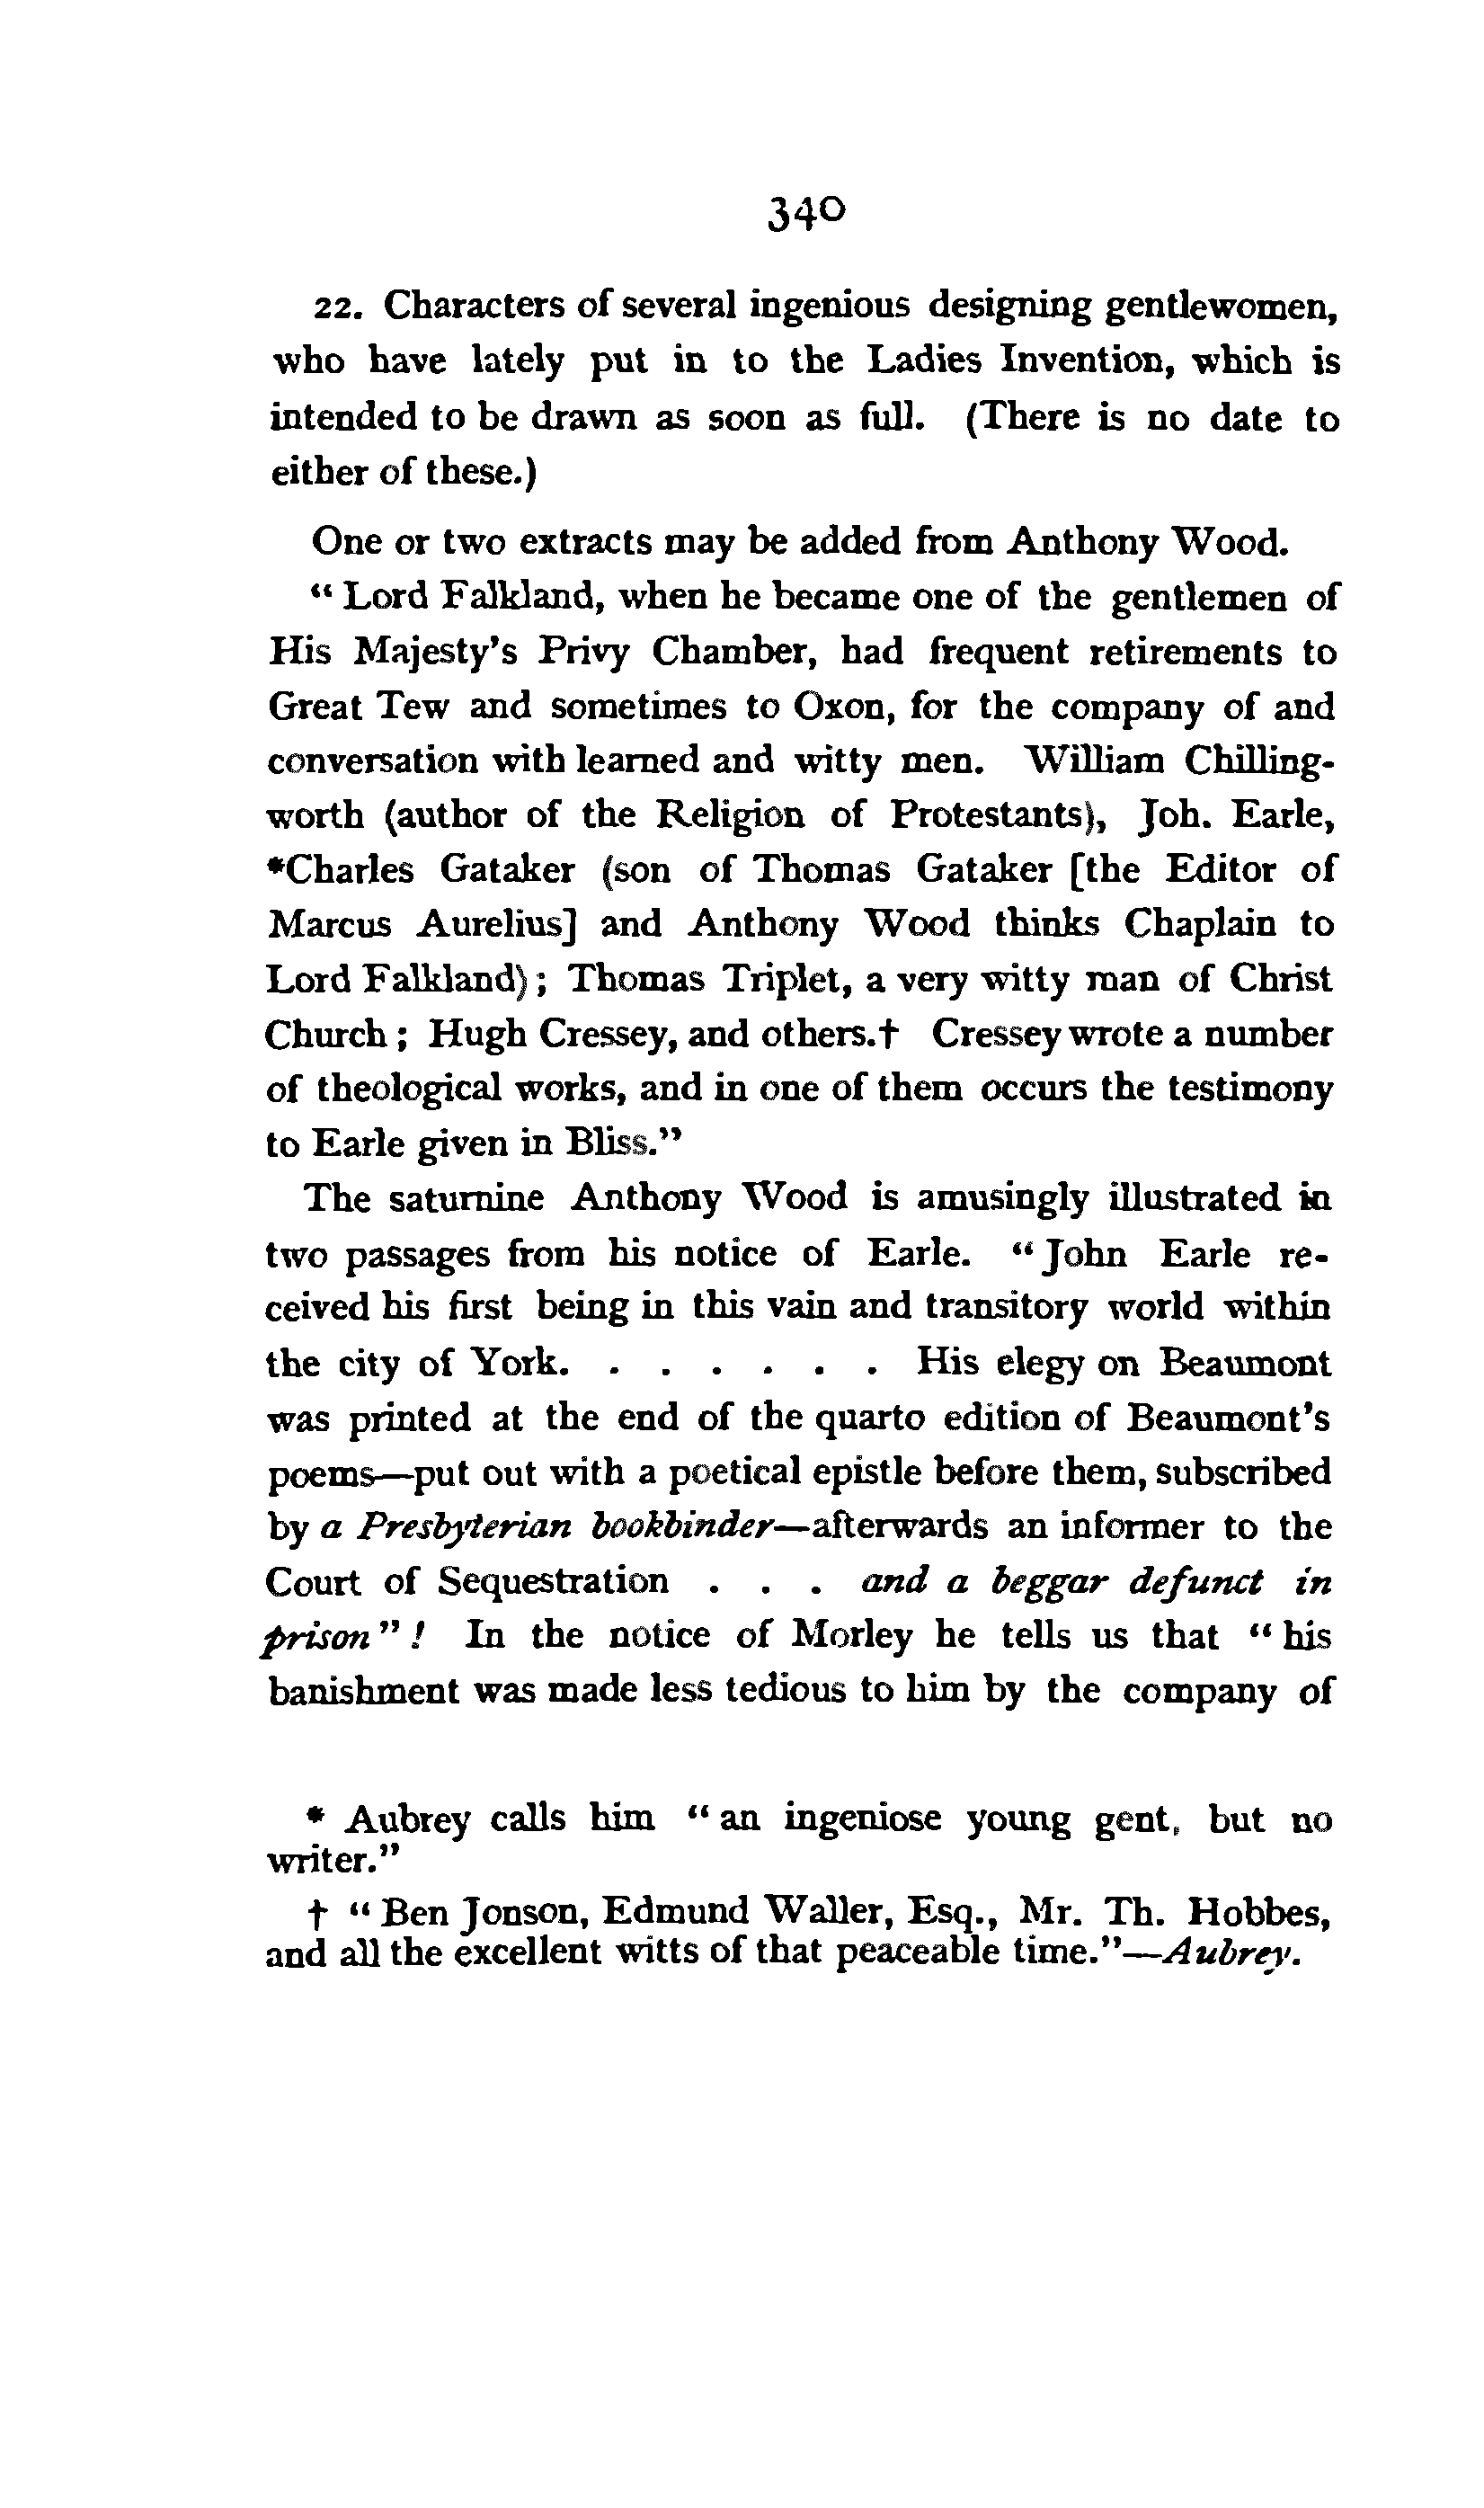 340
22. Characters of several ingenious designing gentlewomen,
who have lately put in to the Ladies Invention, which is
intended to be drawn as soon as full. (There is no date to
either of these.)
One or two extracts may be added from Anthony Wood.
“ Lord Falkland, when he became one of the gentlemen of
His Majesty's Privy Chamber, had frequent retirements to
Great Tew and sometimes to Oxon, for the company of and
conversation with learned and witty men. William Chilling-
worth (author of the Religion of Protestants), Joh. Earle,
*Charles Gataker (son of Thomas Gataker [the Editor of
Marcus Aurelius] and Anthony Wood thinks Chaplain to
Lord Falkland) ; Thomas Triplet, a very witty man of Christ
Church ; Hugh Cressey, and others.† Cressey wrote a number
of theological works, and in one of them occurs the testimony
to Earle given in Bliss.”
The saturnine Anthony Wood is amusingly illustrated in
two passages from his notice of Earle. “ John Earle re-
ceived his first being in this vain and transitory world within
the city of York. . . . . . . His elegy on Beaumont
was printed at the end of the quarto edition of Beaumont's
poems—put out with a poetical epistle before them, subscribed
by a Presbyterian bookbinder—afterwards an informer to the
Court of Sequestration . . . and a beggar defunct in
prison ” ! In the notice of Morley he tells us that “ his
banishment was made less tedious to him by the company of
* Aubrey calls him “ an ingeniose young gent, but no
writer.”
† “ Ben Jonson, Edmund Waller, Esq., Mr. Th. Hobbes,
and all the excellent witts of that peaceable time.”—Aubrey.